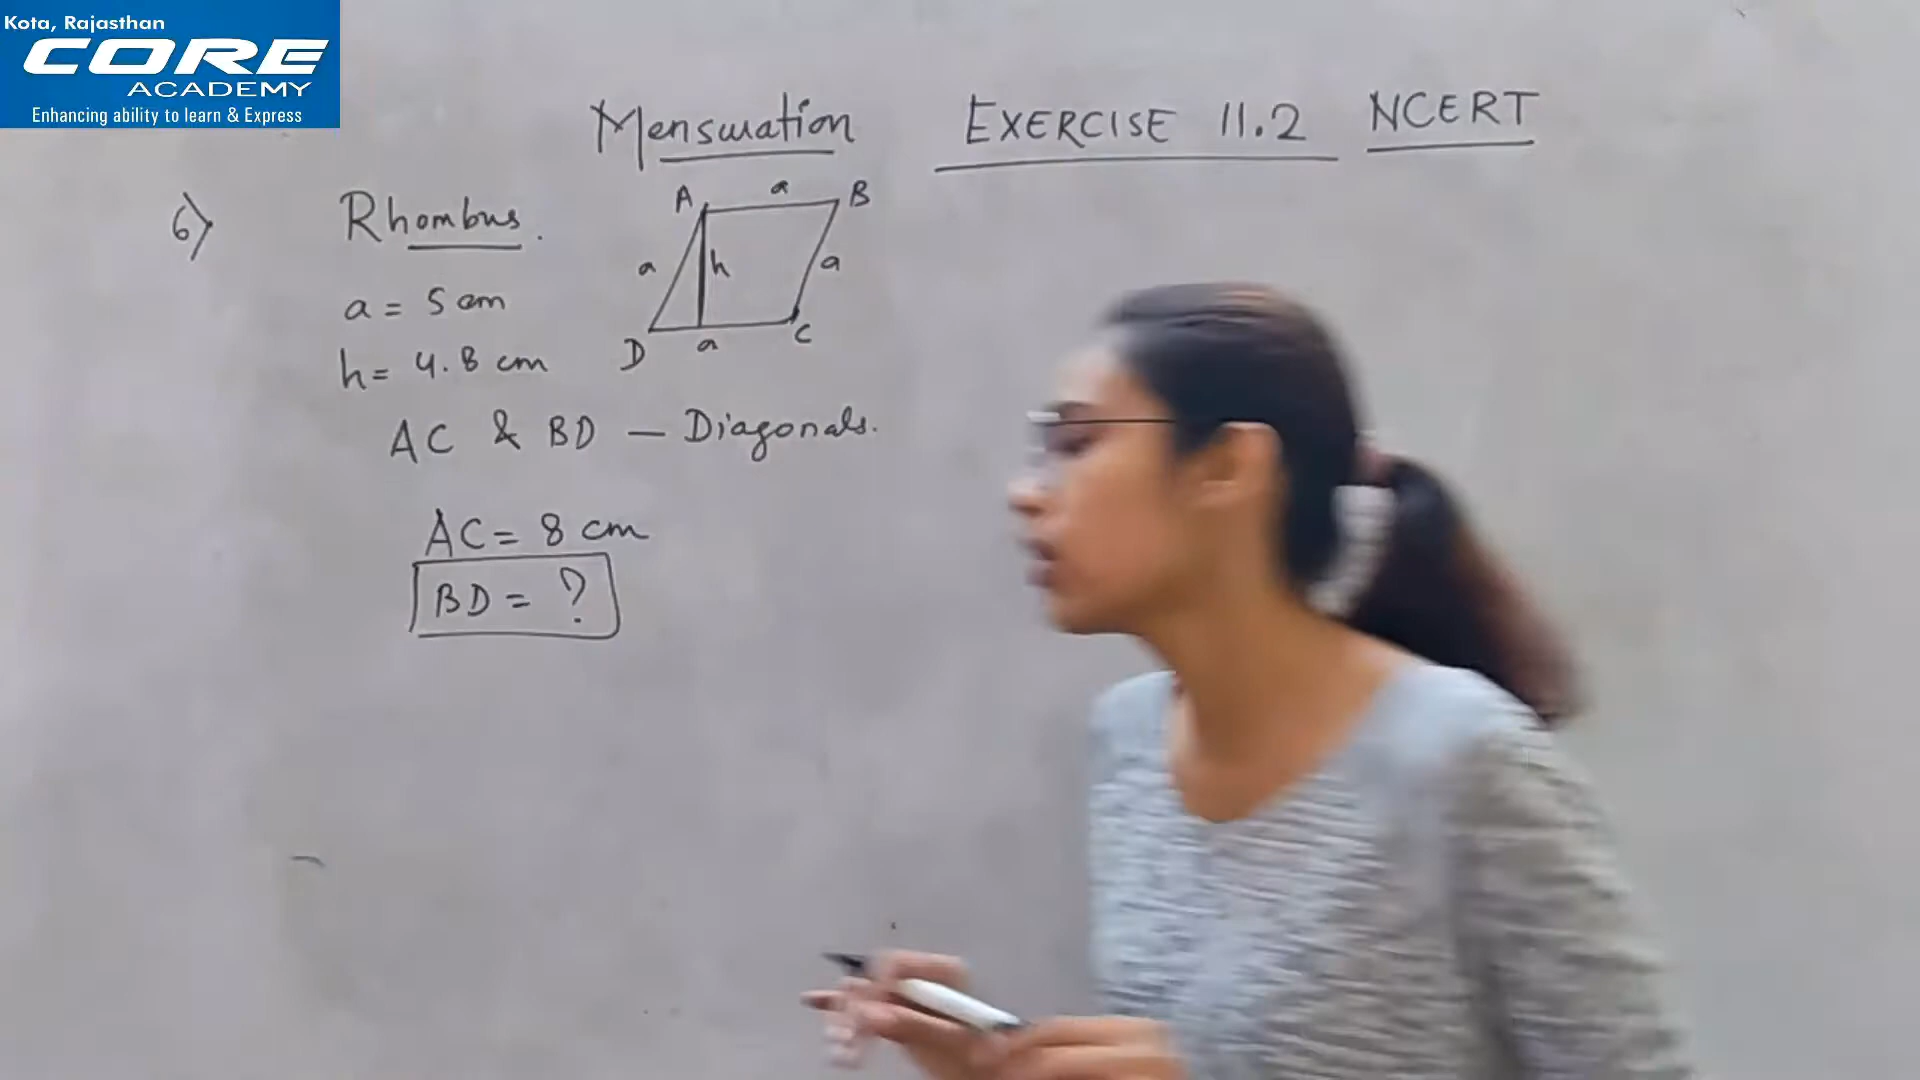 Kota, Rajasthan
CORE
ACADEMY
Enhancing ability to learn & Express
Mensuration EXERCISE 11.2 NCERT
6) Rhombus.
A a B
a h a
D a C
a = 5 cm
h = 4.8 cm
AC & BD — Diagonals.
AC = 8 cm
BD = ?